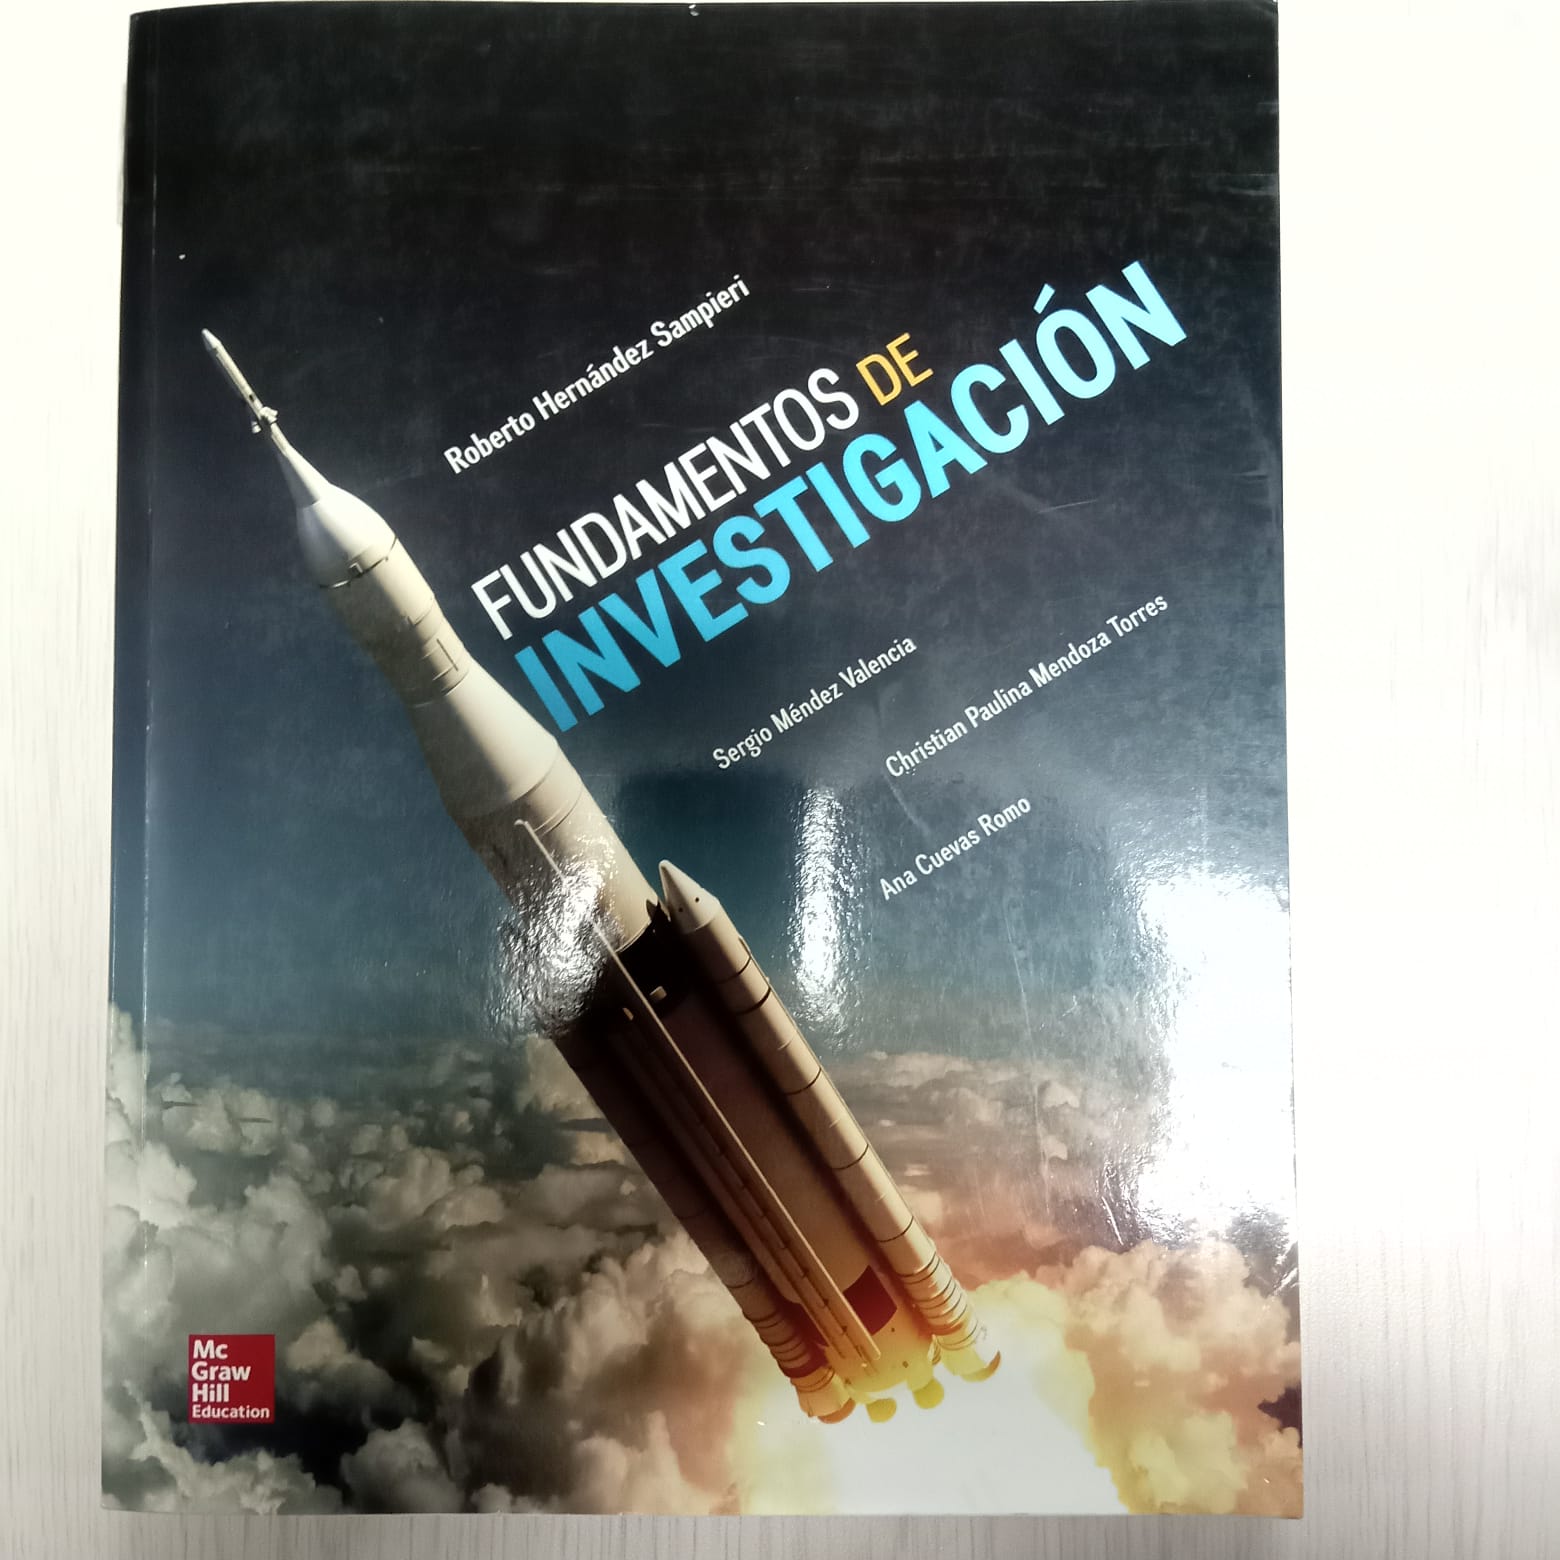 Roberto Hernández Sampieri
FUNDAMENTOS DE
INVESTIGACIÓN
Sergio Méndez Valencia
Christian Paulina Mendoza Torres
Ana Cuevas Romo
Mc
Graw
Hill
Education